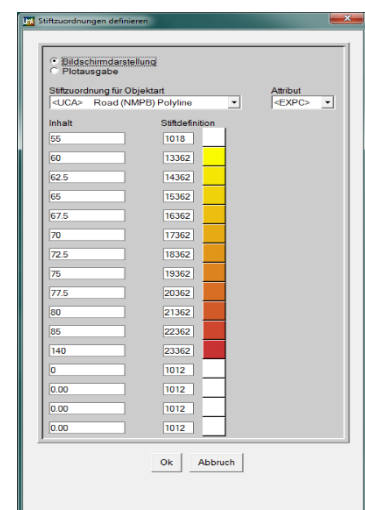 Stiftzuordnungen definieren
Bildschirmdarstellung
Plotausgabe
Stiftzuordnung für Objektart Attribut
<UCA> Road (NMPB) Polyline <EXPC>
Inhalt Stiftdefinition
55 1018
60 13362
62.5 14362
65 15362
67.5 16362
70 17362
72.5 18362
75 19362
77.5 20362
80 21362
85 22362
140 23362
0 1012
0.00 1012
0.00 1012
0.00 1012
Ok Abbruch